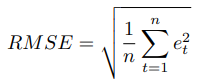 RMSE = \sqrt{\frac{1}{n} \sum_{t=1}^{n} e_t^2}